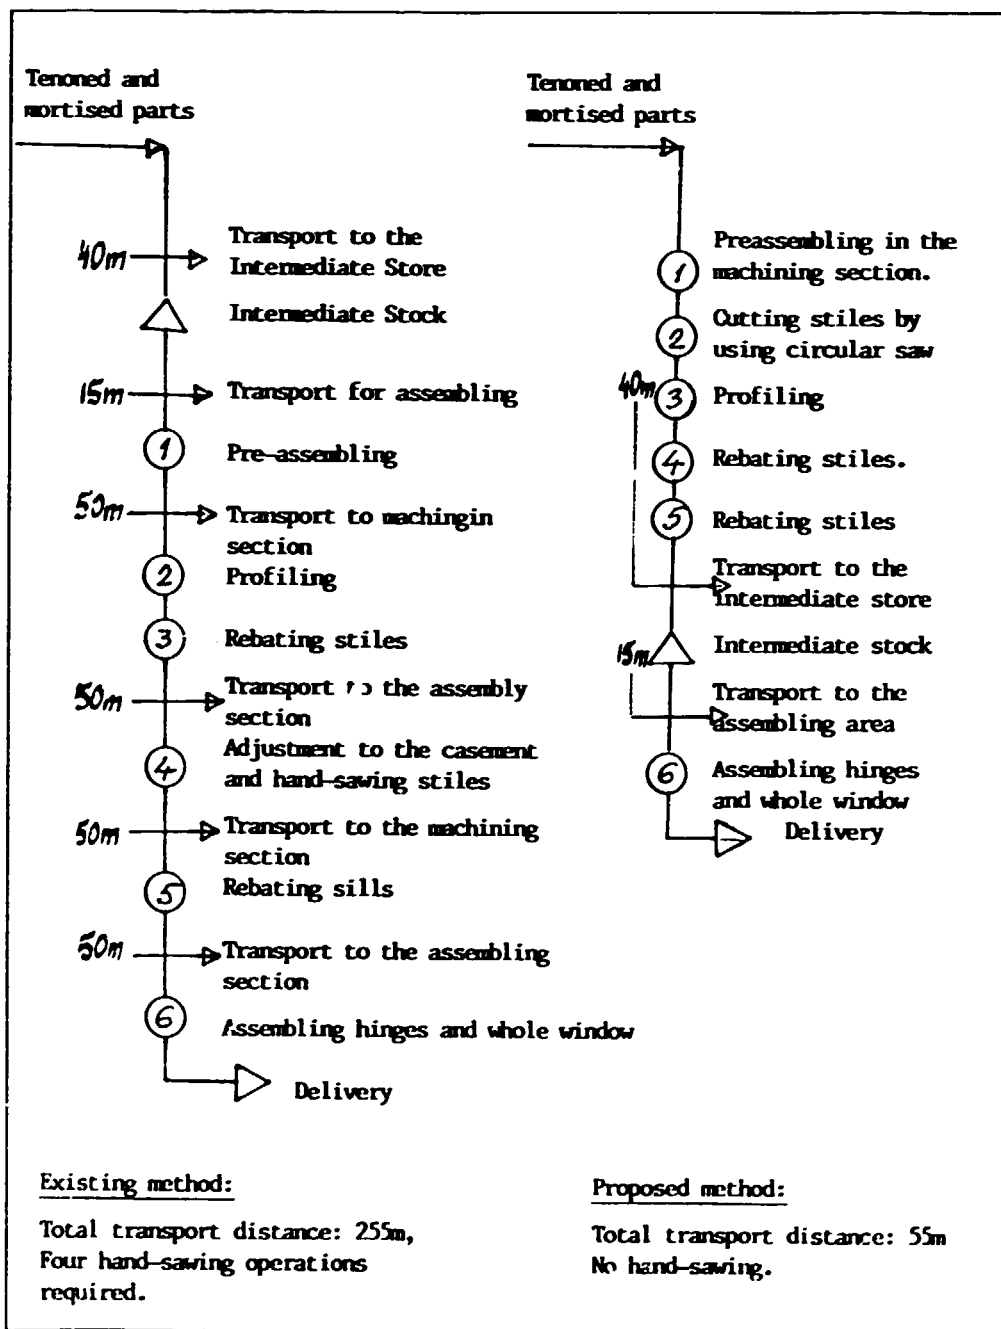 Tenoned and
mortised parts
40m
Transport to the
Intermediate Store
Intermediate Stock
15m
Transport for assembling
1
Pre-assembling
50m
Transport to machingin
section
2
Profiling
3
Rebating stiles
50m
Transport to the assembly
section
4
Adjustment to the casement
and hand-sawing stiles
50m
Transport to the machining
section
5
Rebating sills
50m
Transport to the assembling
section
6
Assembling hinges and whole window
Delivery
Existing method:
Total transport distance: 255m,
Four hand-sawing operations
required.
Tenoned and
mortised parts
1
Preassembling in the
machining section.
2
Cutting stiles by
using circular saw
40m
3
Profiling
4
Rebating stiles.
5
Rebating stiles
Transport to the
intermediate store
15m
Intermediate stock
Transport to the
assembling area
6
Assembling hinges
and whole window
Delivery
Proposed method:
Total transport distance: 55m
No hand-sawing.